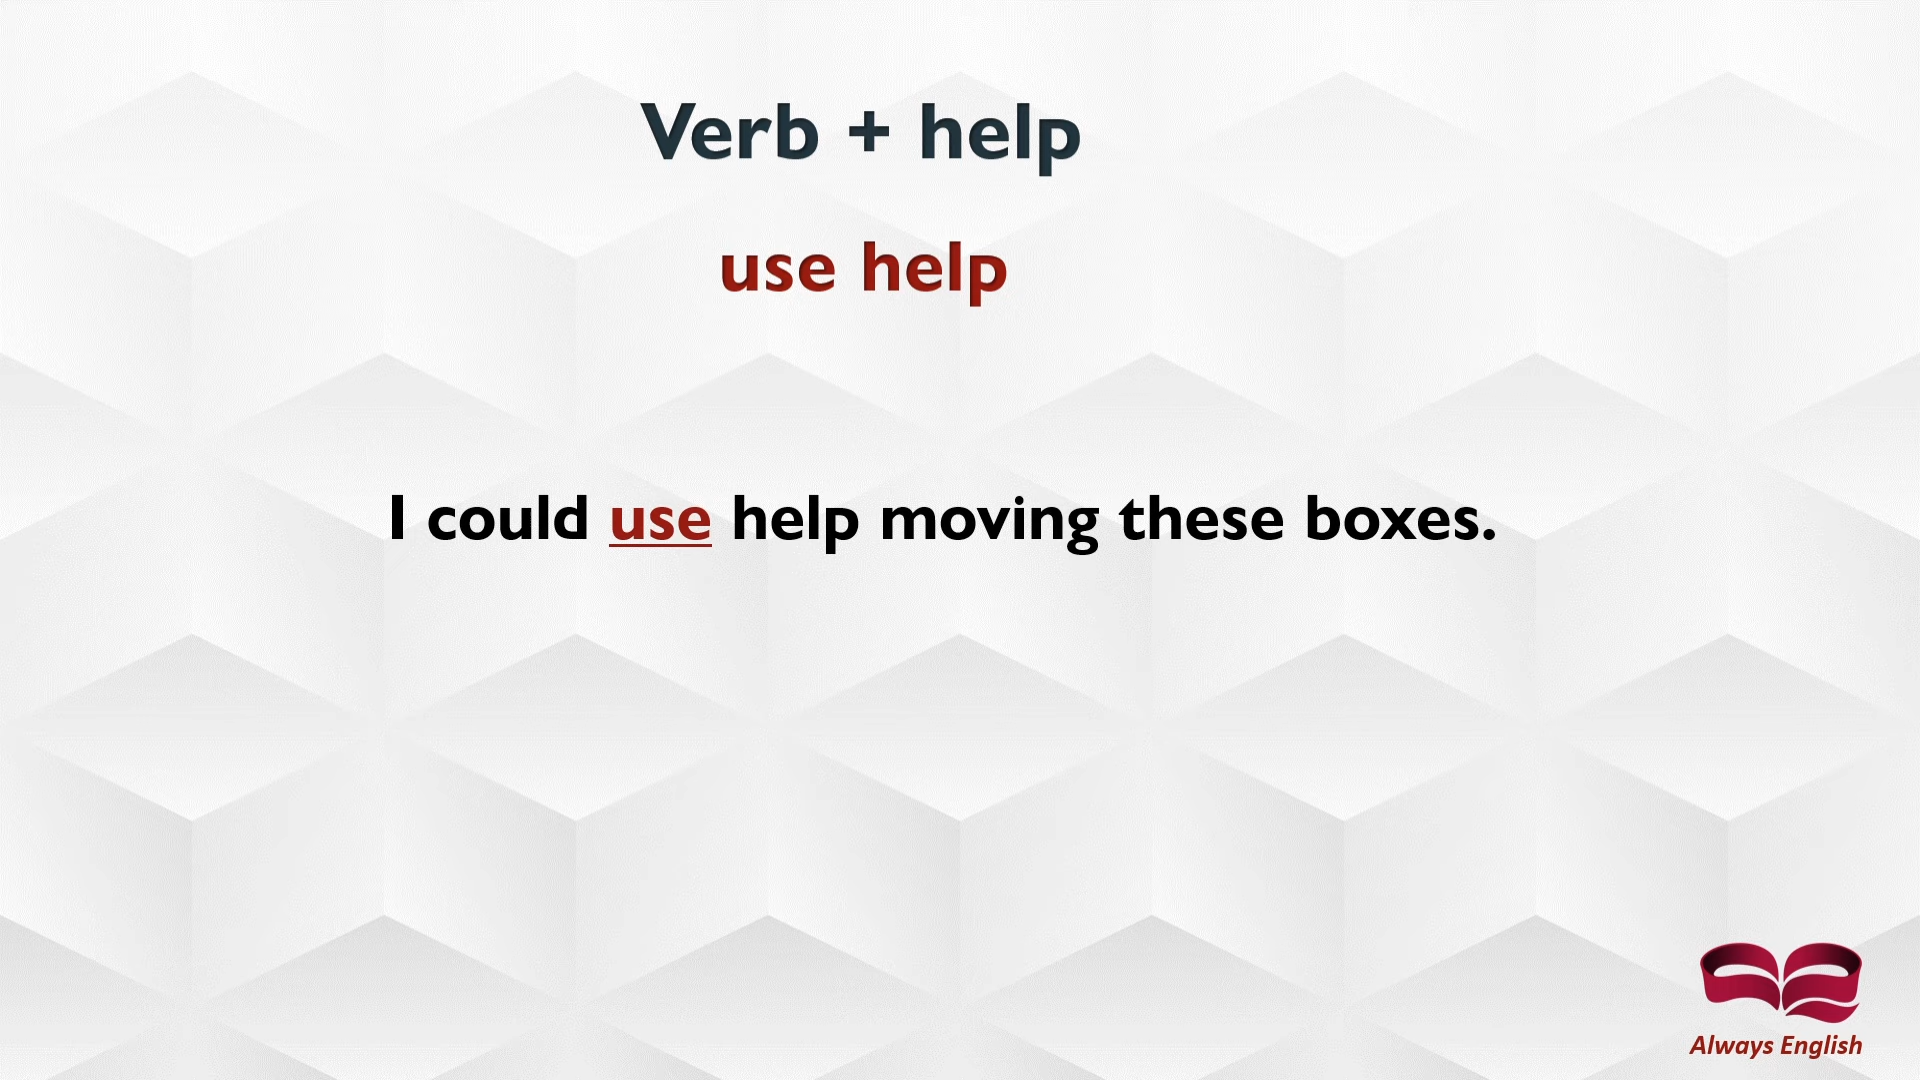 Verb + help
use help
I could use help moving these boxes.
Always English